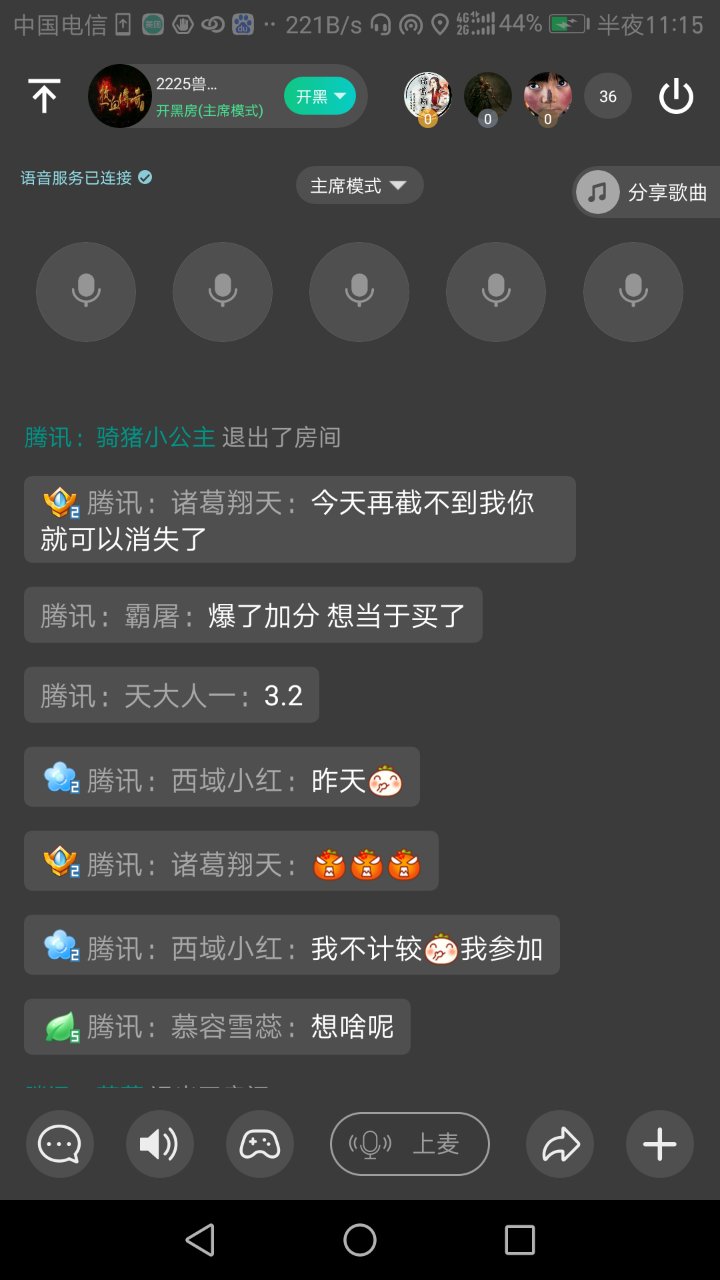 中国电信 221B/s 4G 2G 44% 半夜11:15
2225兽...
开黑房(主席模式)
开黑
0 0 0 36
语音服务已连接
主席模式
分享歌曲
腾讯：骑猪小公主 退出了房间
2 腾讯：诸葛翔天：今天再截不到我你
就可以消失了
腾讯：霸屠：爆了加分 想当于买了
腾讯：天大人一：3.2
2 腾讯：西域小红：昨天
2 腾讯：诸葛翔天：
2 腾讯：西域小红：我不计较 我参加
5 腾讯：慕容雪蕊：想啥呢
上麦